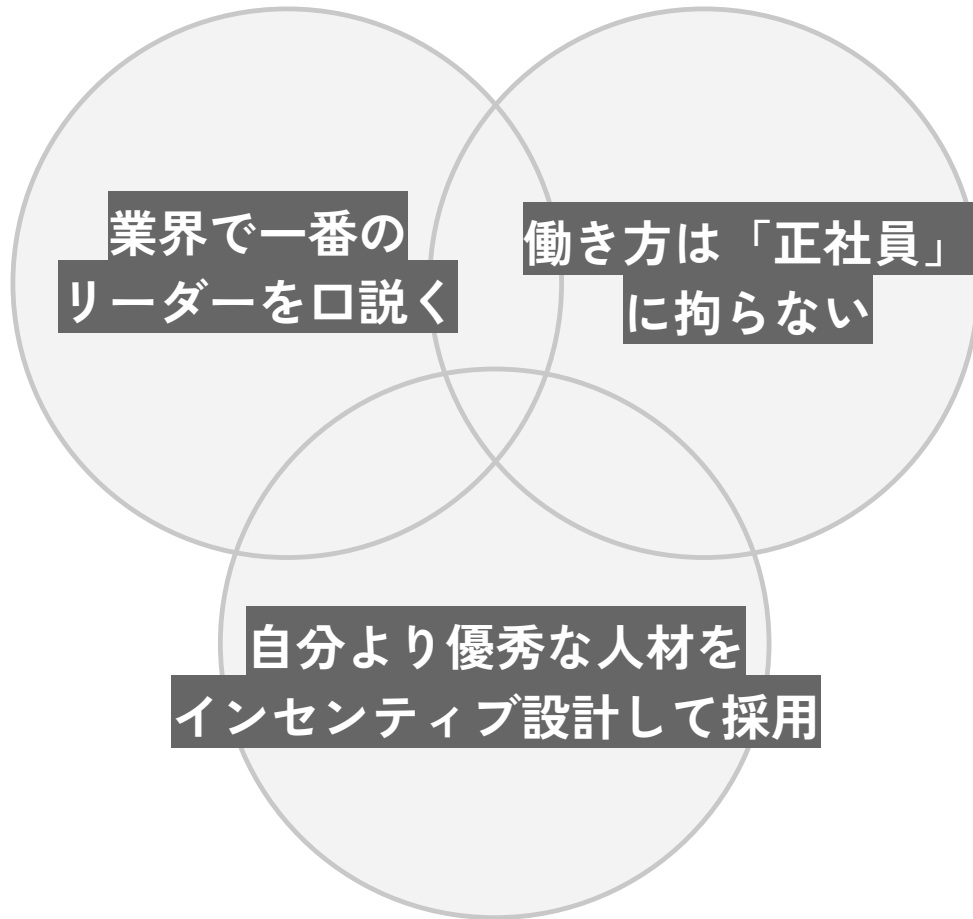 業界で一番の
リーダーを口説く
働き方は「正社員」
に拘らない
自分より優秀な人材を
インセンティブ設計して採用